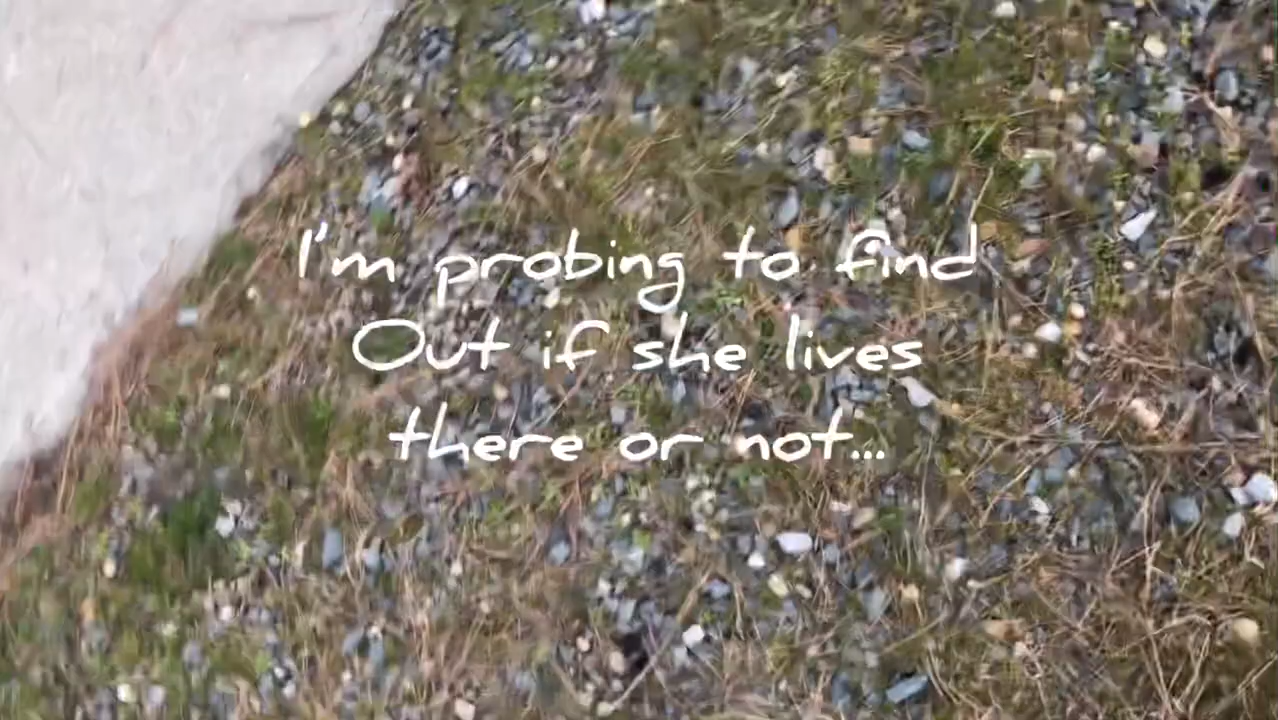 I'm probing to find
Out if she lives
there or not...